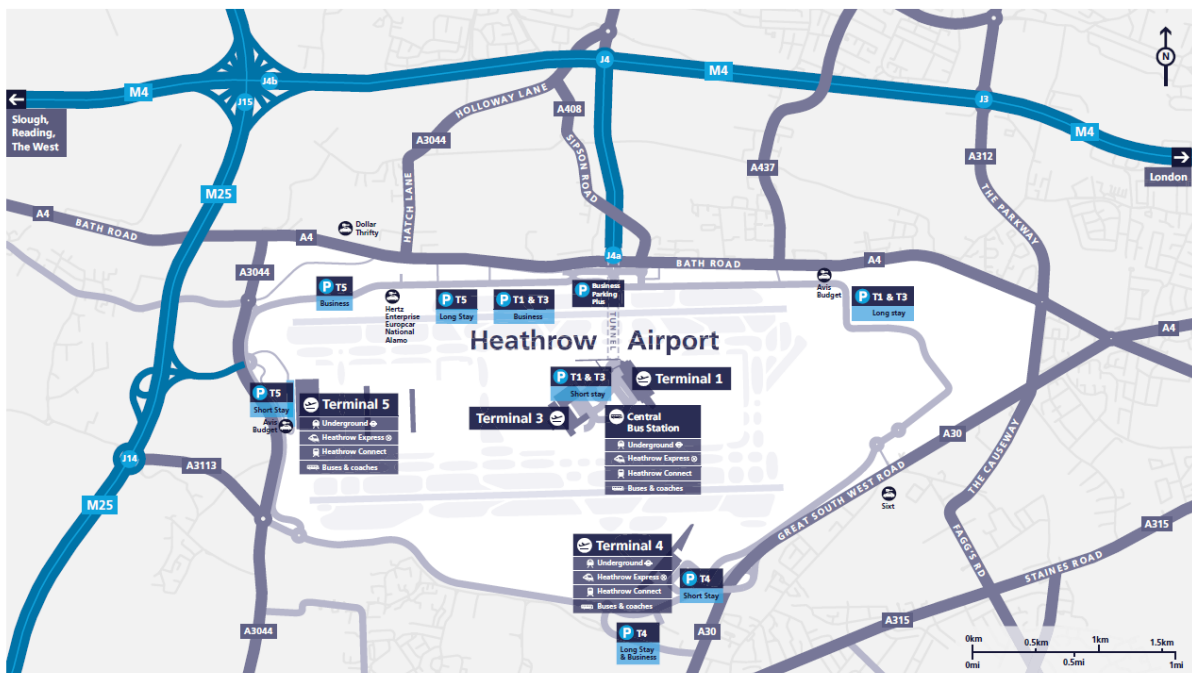 N
J4
M4
M4
J4b
M4
J15
HOLLOWAY LANE
A408
J3
Slough,
Reading,
The West
A3044
M4
SIPSON ROAD
A312
A437
London
M25
HATCH LANE
THE PARKWAY
A4
BATH ROAD
Dollar
Thrifty
A4
J4a
BATH ROAD
A4
A3044
P T5
Business
Hertz
Enterprise
Europcar
National
Alamo
P T5
Long Stay
P T1 & T3
Business
P Business
Parking
Plus
Avis
Budget
P T1 & T3
Long stay
TUNNEL
A4
Heathrow Airport
P T1 & T3
Short stay
Terminal 1
P T5
Short Stay
Avis
Budget
Terminal 5
Underground
Heathrow Express
Heathrow Connect
Buses & coaches
Terminal 3
Central
Bus Station
Underground
Heathrow Express
Heathrow Connect
Buses & coaches
A30
J14
A3113
THE CAUSEWAY
GREAT SOUTH WEST ROAD
Sixt
M25
A315
FAGG'S RD
STAINES ROAD
Terminal 4
Underground
Heathrow Express
Heathrow Connect
Buses & coaches
P T4
Short Stay
A3044
P T4
Long Stay
& Business
A30
A315
0km 0.5km 1km 1.5km
0mi 0.5mi 1mi